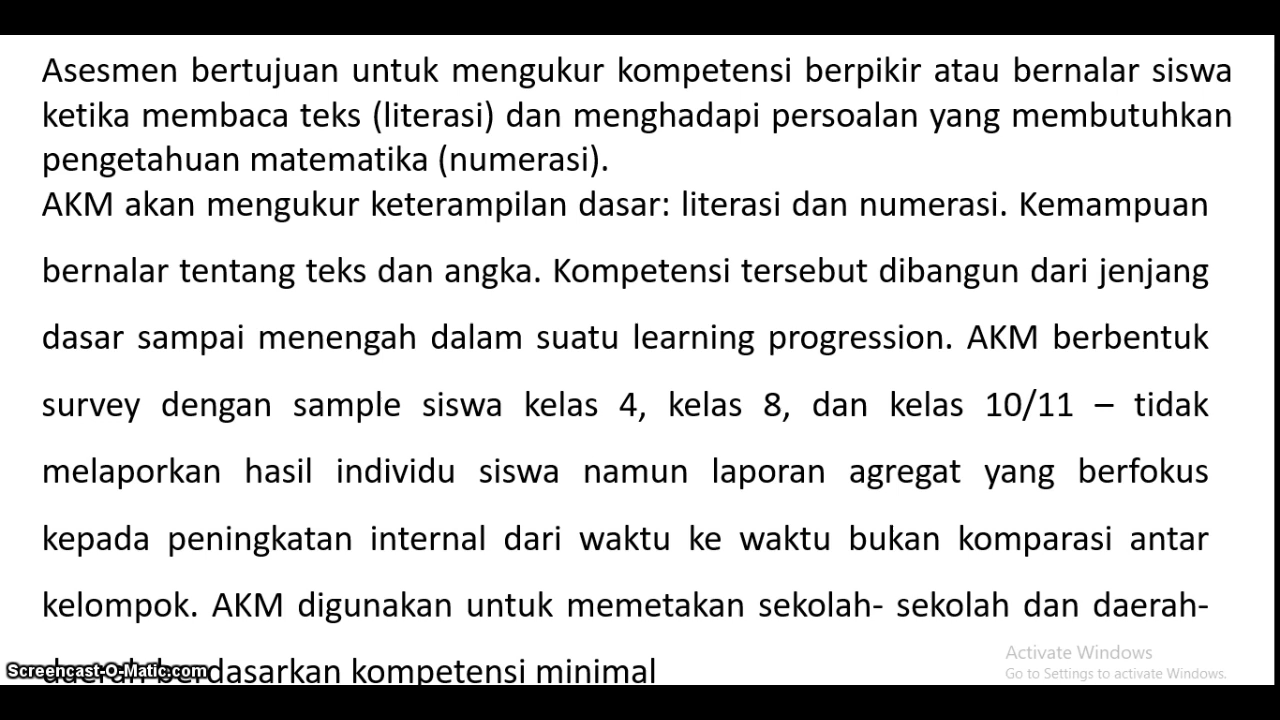 Asesmen bertujuan untuk mengukur kompetensi berpikir atau bernalar siswa
ketika membaca teks (literasi) dan menghadapi persoalan yang membutuhkan
pengetahuan matematika (numerasi).
AKM akan mengukur keterampilan dasar: literasi dan numerasi. Kemampuan
bernalar tentang teks dan angka. Kompetensi tersebut dibangun dari jenjang
dasar sampai menengah dalam suatu learning progression. AKM berbentuk
survey dengan sample siswa kelas 4, kelas 8, dan kelas 10/11 – tidak
melaporkan hasil individu siswa namun laporan agregat yang berfokus
kepada peningkatan internal dari waktu ke waktu bukan komparasi antar
kelompok. AKM digunakan untuk memetakan sekolah- sekolah dan daerah-
daerah berdasarkan kompetensi minimal
Screencast-O-Matic.com
Activate Windows
Go to Settings to activate Windows.